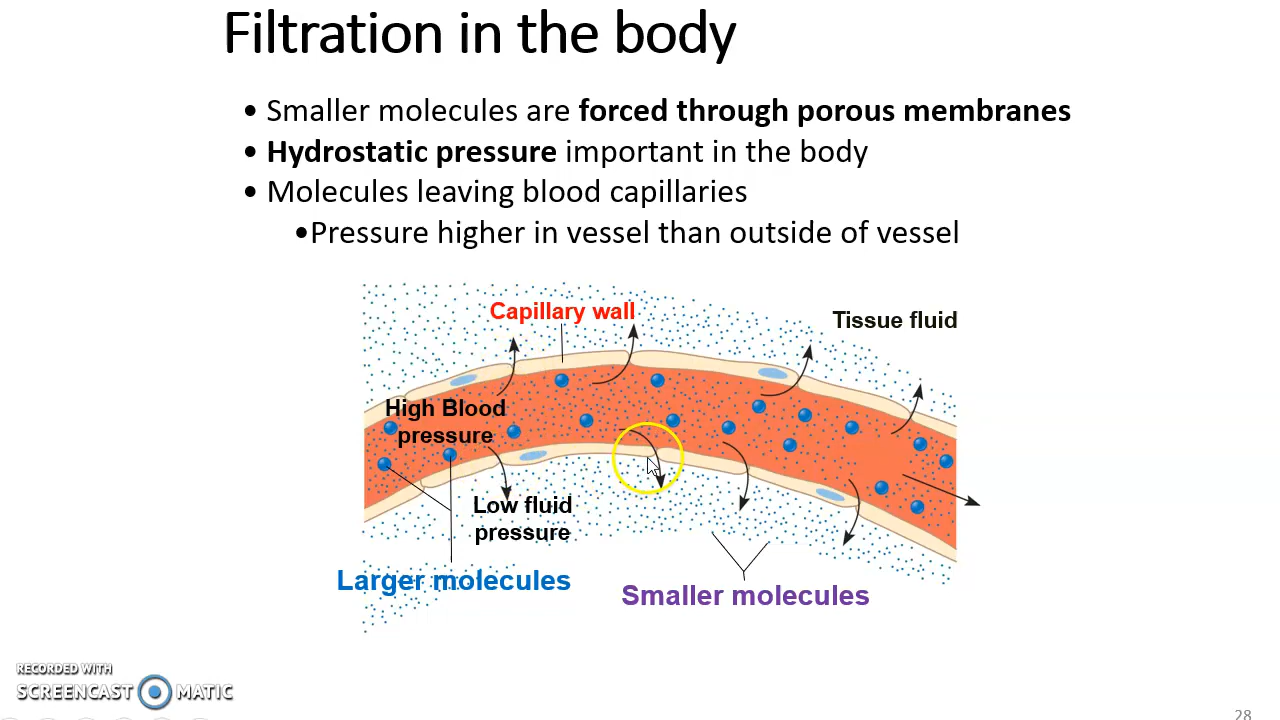 Filtration in the body
• Smaller molecules are forced through porous membranes
• Hydrostatic pressure important in the body
• Molecules leaving blood capillaries
•Pressure higher in vessel than outside of vessel
Capillary wall
Tissue fluid
High Blood
pressure
Low fluid
pressure
Larger molecules
Smaller molecules
RECORDED WITH
SCREENCAST MATIC
28